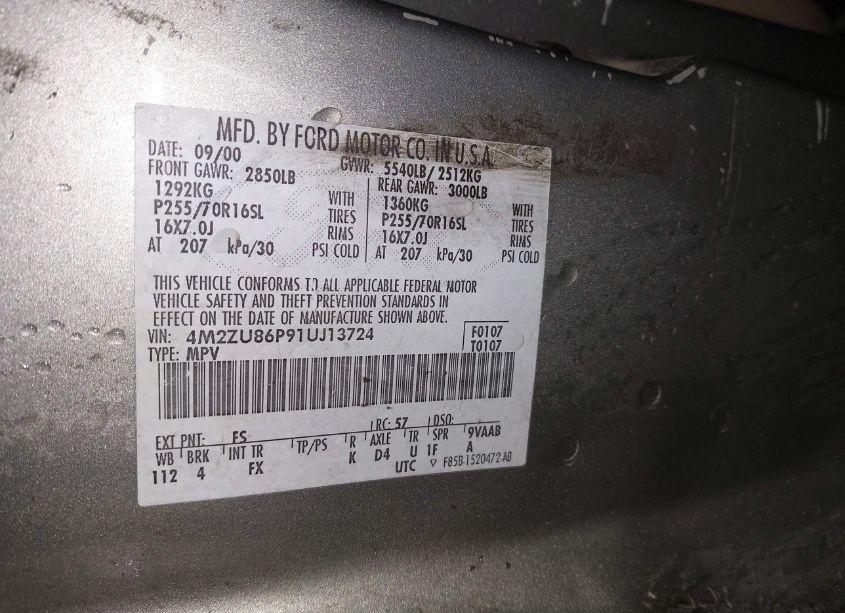 MFD. BY FORD MOTOR CO. IN U.S.A.
DATE: 09/00 GVWR: 5540LB/ 2512KG
FRONT GAWR: 2850LB REAR GAWR: 3000LB
1292KG WITH 1360KG WITH
P255/70R16SL TIRES P255/70R16SL TIRES
16X7.0J RIMS 16X7.0J RIMS
AT 207 kPa/30 PSI COLD AT 207 kPa/30 PSI COLD
THIS VEHICLE CONFORMS TO ALL APPLICABLE FEDERAL MOTOR
VEHICLE SAFETY AND THEFT PREVENTION STANDARDS IN
EFFECT ON THE DATE OF MANUFACTURE SHOWN ABOVE.
VIN: 4M2ZU86P91UJ13724 F0107
TYPE: MPV T0107
EXT PNT: FS RC: 57 DSO:
WB BRK INT TR TP/PS R AXLE TR SPR 9VAAB
112 4 FX K D4 U 1F A
UTC ▽ F85B-1520472-AB